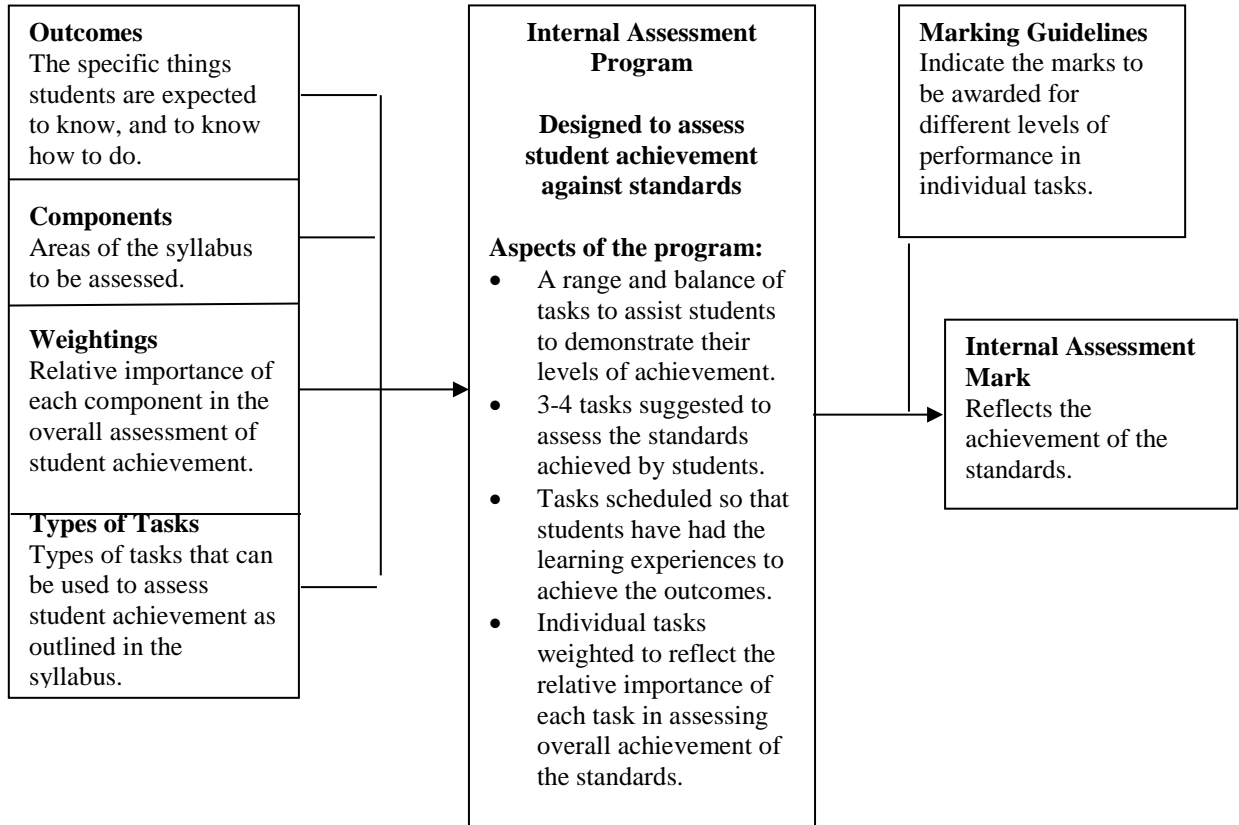 Outcomes
The specific things
students are expected
to know, and to know
how to do.
Components
Areas of the syllabus
to be assessed.
Weightings
Relative importance of
each component in the
overall assessment of
student achievement.
Types of Tasks
Types of tasks that can
be used to assess
student achievement as
outlined in the
syllabus.
Internal Assessment
Program
Designed to assess
student achievement
against standards
Aspects of the program:
• A range and balance of
tasks to assist students
to demonstrate their
levels of achievement.
• 3-4 tasks suggested to
assess the standards
achieved by students.
• Tasks scheduled so that
students have had the
learning experiences to
achieve the outcomes.
• Individual tasks
weighted to reflect the
relative importance of
each task in assessing
overall achievement of
the standards.
Marking Guidelines
Indicate the marks to
be awarded for
different levels of
performance in
individual tasks.
Internal Assessment
Mark
Reflects the
achievement of the
standards.